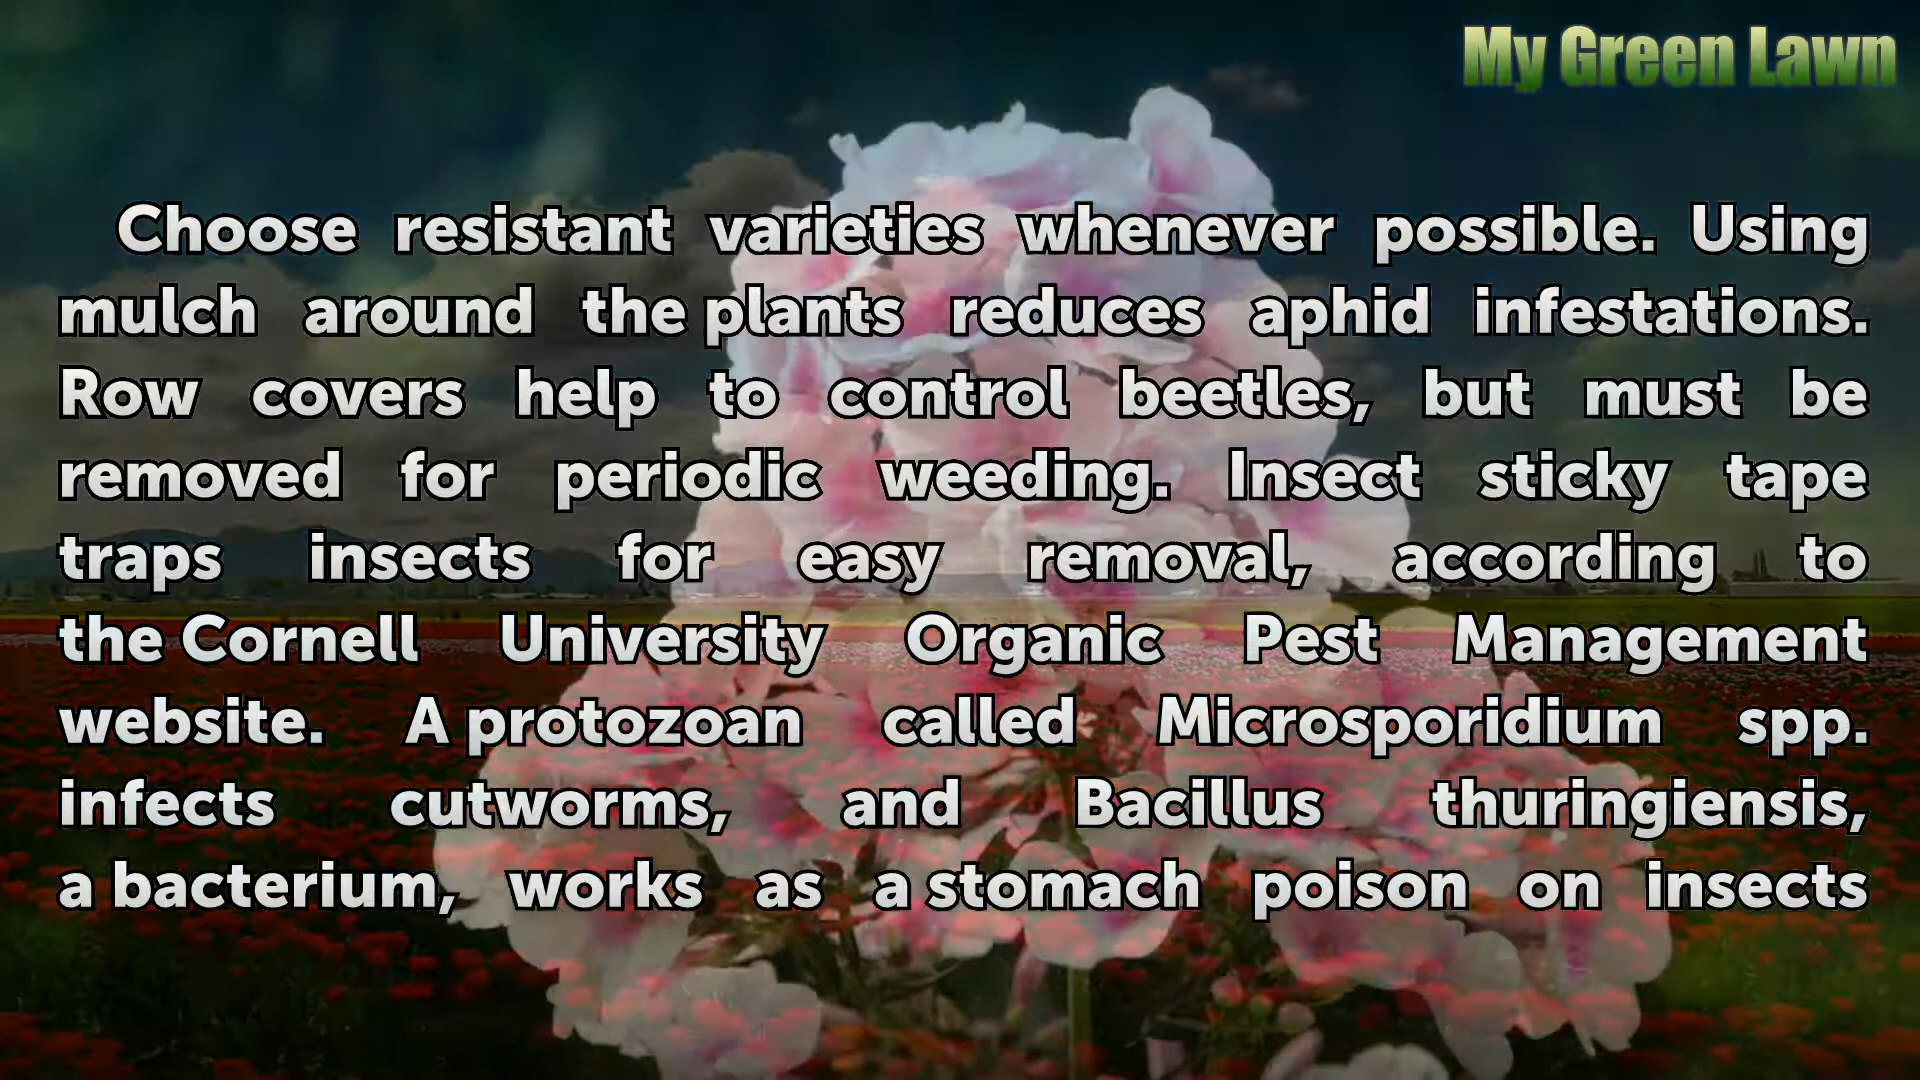 My Green Lawn
Choose resistant varieties whenever possible. Using
mulch around the plants reduces aphid infestations.
Row covers help to control beetles, but must be
removed for periodic weeding. Insect sticky tape
traps insects for easy removal, according to
the Cornell University Organic Pest Management
website. A protozoan called Microsporidium spp.
infects cutworms, and Bacillus thuringiensis,
a bacterium, works as a stomach poison on insects